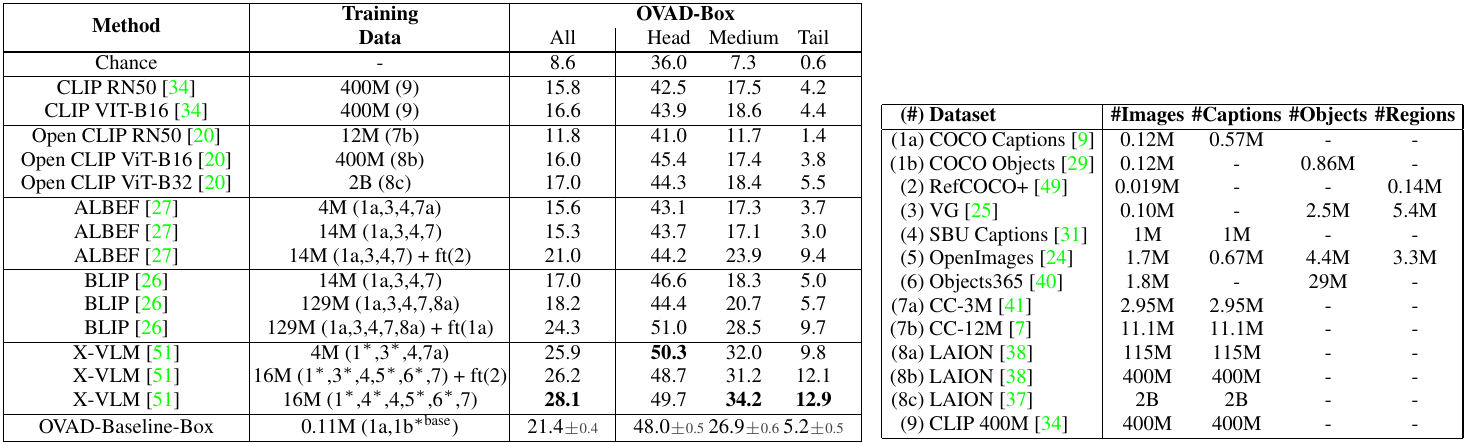 Method Training Data OVAD-Box
All Head Medium Tail
Chance - 8.6 36.0 7.3 0.6
CLIP RN50 [34] 400M (9) 15.8 42.5 17.5 4.2
CLIP VIT-B16 [34] 400M (9) 16.6 43.9 18.6 4.4
Open CLIP RN50 [20] 12M (7b) 11.8 41.0 11.7 1.4
Open CLIP ViT-B16 [20] 400M (8b) 16.0 45.4 17.4 3.8
Open CLIP ViT-B32 [20] 2B (8c) 17.0 44.3 18.4 5.5
ALBEF [27] 4M (1a,3,4,7a) 15.6 43.1 17.3 3.7
ALBEF [27] 14M (1a,3,4,7) 15.3 43.7 17.1 3.0
ALBEF [27] 14M (1a,3,4,7) + ft(2) 21.0 44.2 23.9 9.4
BLIP [26] 14M (1a,3,4,7) 17.0 46.6 18.3 5.0
BLIP [26] 129M (1a,3,4,7,8a) 18.2 44.4 20.7 5.7
BLIP [26] 129M (1a,3,4,7,8a) + ft(1a) 24.3 51.0 28.5 9.7
X-VLM [51] 4M (1*,3*,4,7a) 25.9 50.3 32.0 9.8
X-VLM [51] 16M (1*,3*,4,5*,6*,7) + ft(2) 26.2 48.7 31.2 12.1
X-VLM [51] 16M (1*,4*,4,5*,6*,7) 28.1 49.7 34.2 12.9
OVAD-Baseline-Box 0.11M (1a,1b*base) 21.4±0.4 48.0±0.5 26.9±0.6 5.2±0.5
(#) Dataset #Images #Captions #Objects #Regions
(1a) COCO Captions [9] 0.12M 0.57M - -
(1b) COCO Objects [29] 0.12M - 0.86M -
(2) RefCOCO+ [49] 0.019M - - 0.14M
(3) VG [25] 0.10M - 2.5M 5.4M
(4) SBU Captions [31] 1M 1M - -
(5) OpenImages [24] 1.7M 0.67M 4.4M 3.3M
(6) Objects365 [40] 1.8M - 29M -
(7a) CC-3M [41] 2.95M 2.95M - -
(7b) CC-12M [7] 11.1M 11.1M - -
(8a) LAION [38] 115M 115M - -
(8b) LAION [38] 400M 400M - -
(8c) LAION [37] 2B 2B - -
(9) CLIP 400M [34] 400M 400M - -